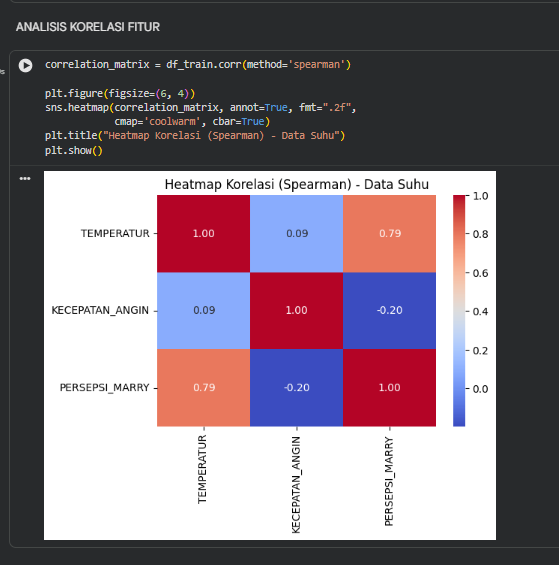 ANALISIS KORELASI FITUR
correlation_matrix = df_train.corr(method='spearman')
plt.figure(figsize=(6, 4))
sns.heatmap(correlation_matrix, annot=True, fmt=".2f",
cmap='coolwarm', cbar=True)
plt.title("Heatmap Korelasi (Spearman) - Data Suhu")
plt.show()
Heatmap Korelasi (Spearman) - Data Suhu
TEMPERATUR 1.00 0.09 0.79
KECEPATAN_ANGIN 0.09 1.00 -0.20
PERSEPSI_MARRY 0.79 -0.20 1.00
TEMPERATUR
KECEPATAN_ANGIN
PERSEPSI_MARRY
1.0
0.8
0.6
0.4
0.2
0.0